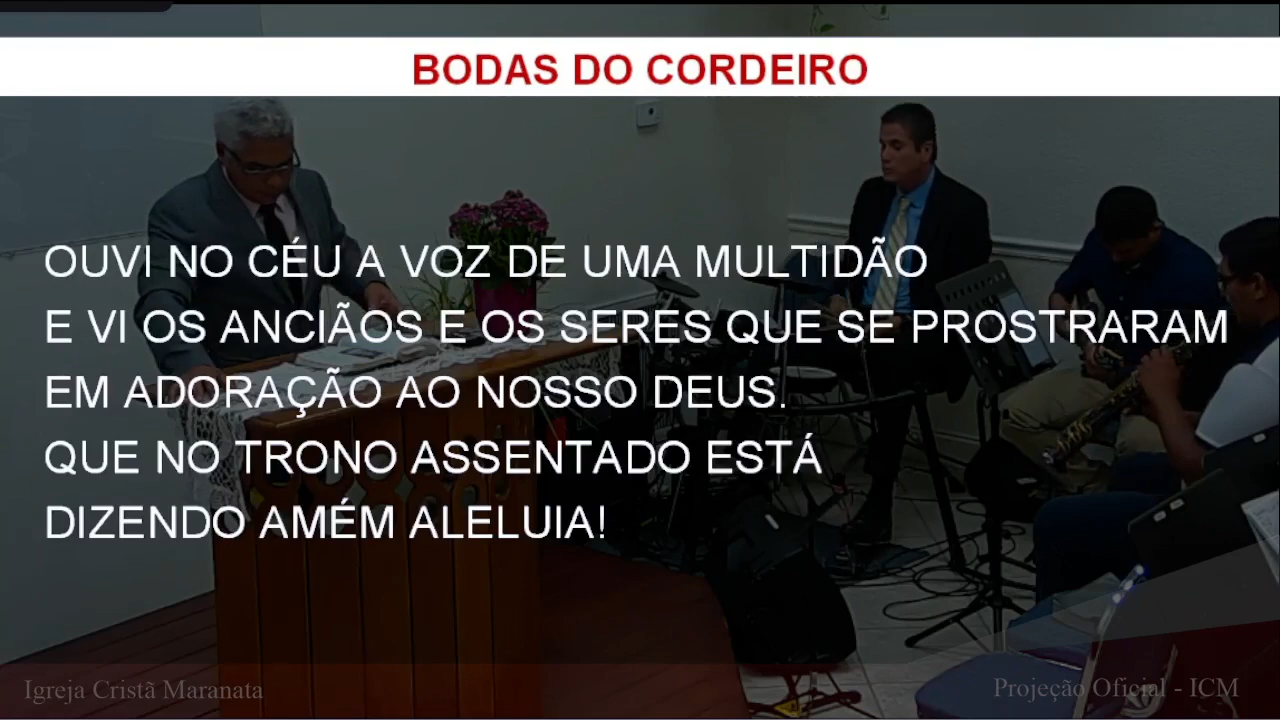 BODAS DO CORDEIRO
OUVI NO CÉU A VOZ DE UMA MULTIDÃO
E VI OS ANCIÃOS E OS SERES QUE SE PROSTRARAM
EM ADORAÇÃO AO NOSSO DEUS.
QUE NO TRONO ASSENTADO ESTÁ
DIZENDO AMÉM ALELUIA!
Igreja Cristã Maranata
Projeção Oficial - ICM